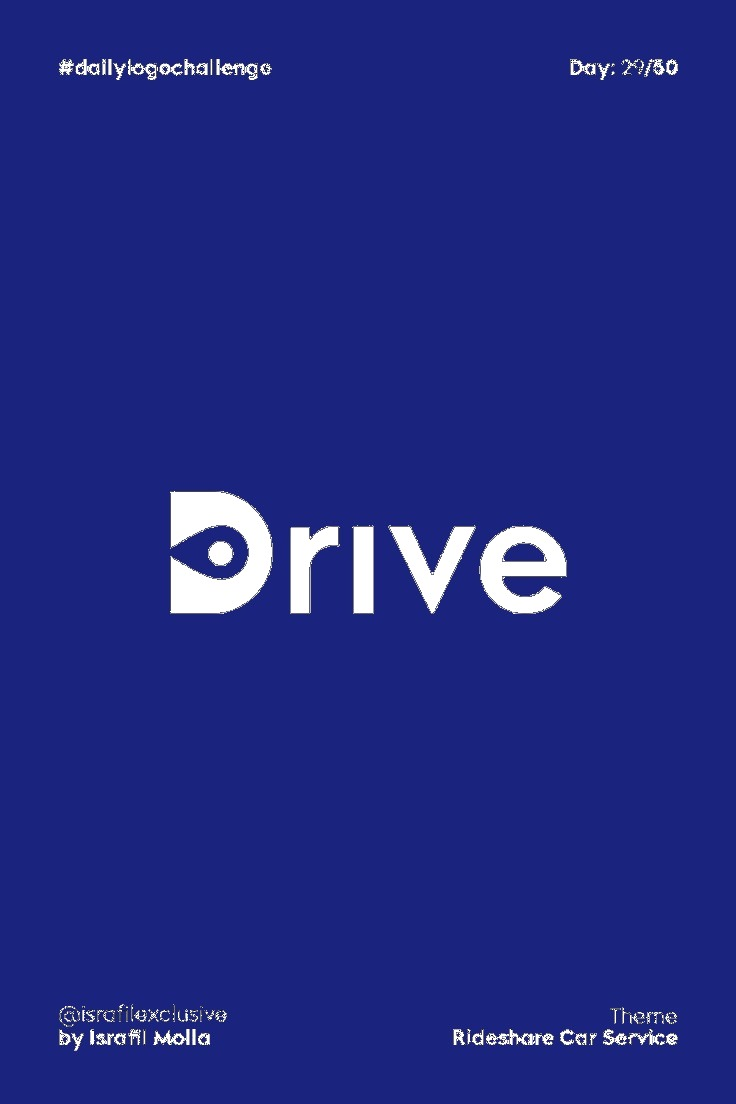 #dailylogochallenge
Day: 29/50
Drive
@israfilexclusive
by Israfil Molla
Theme
Rideshare Car Service